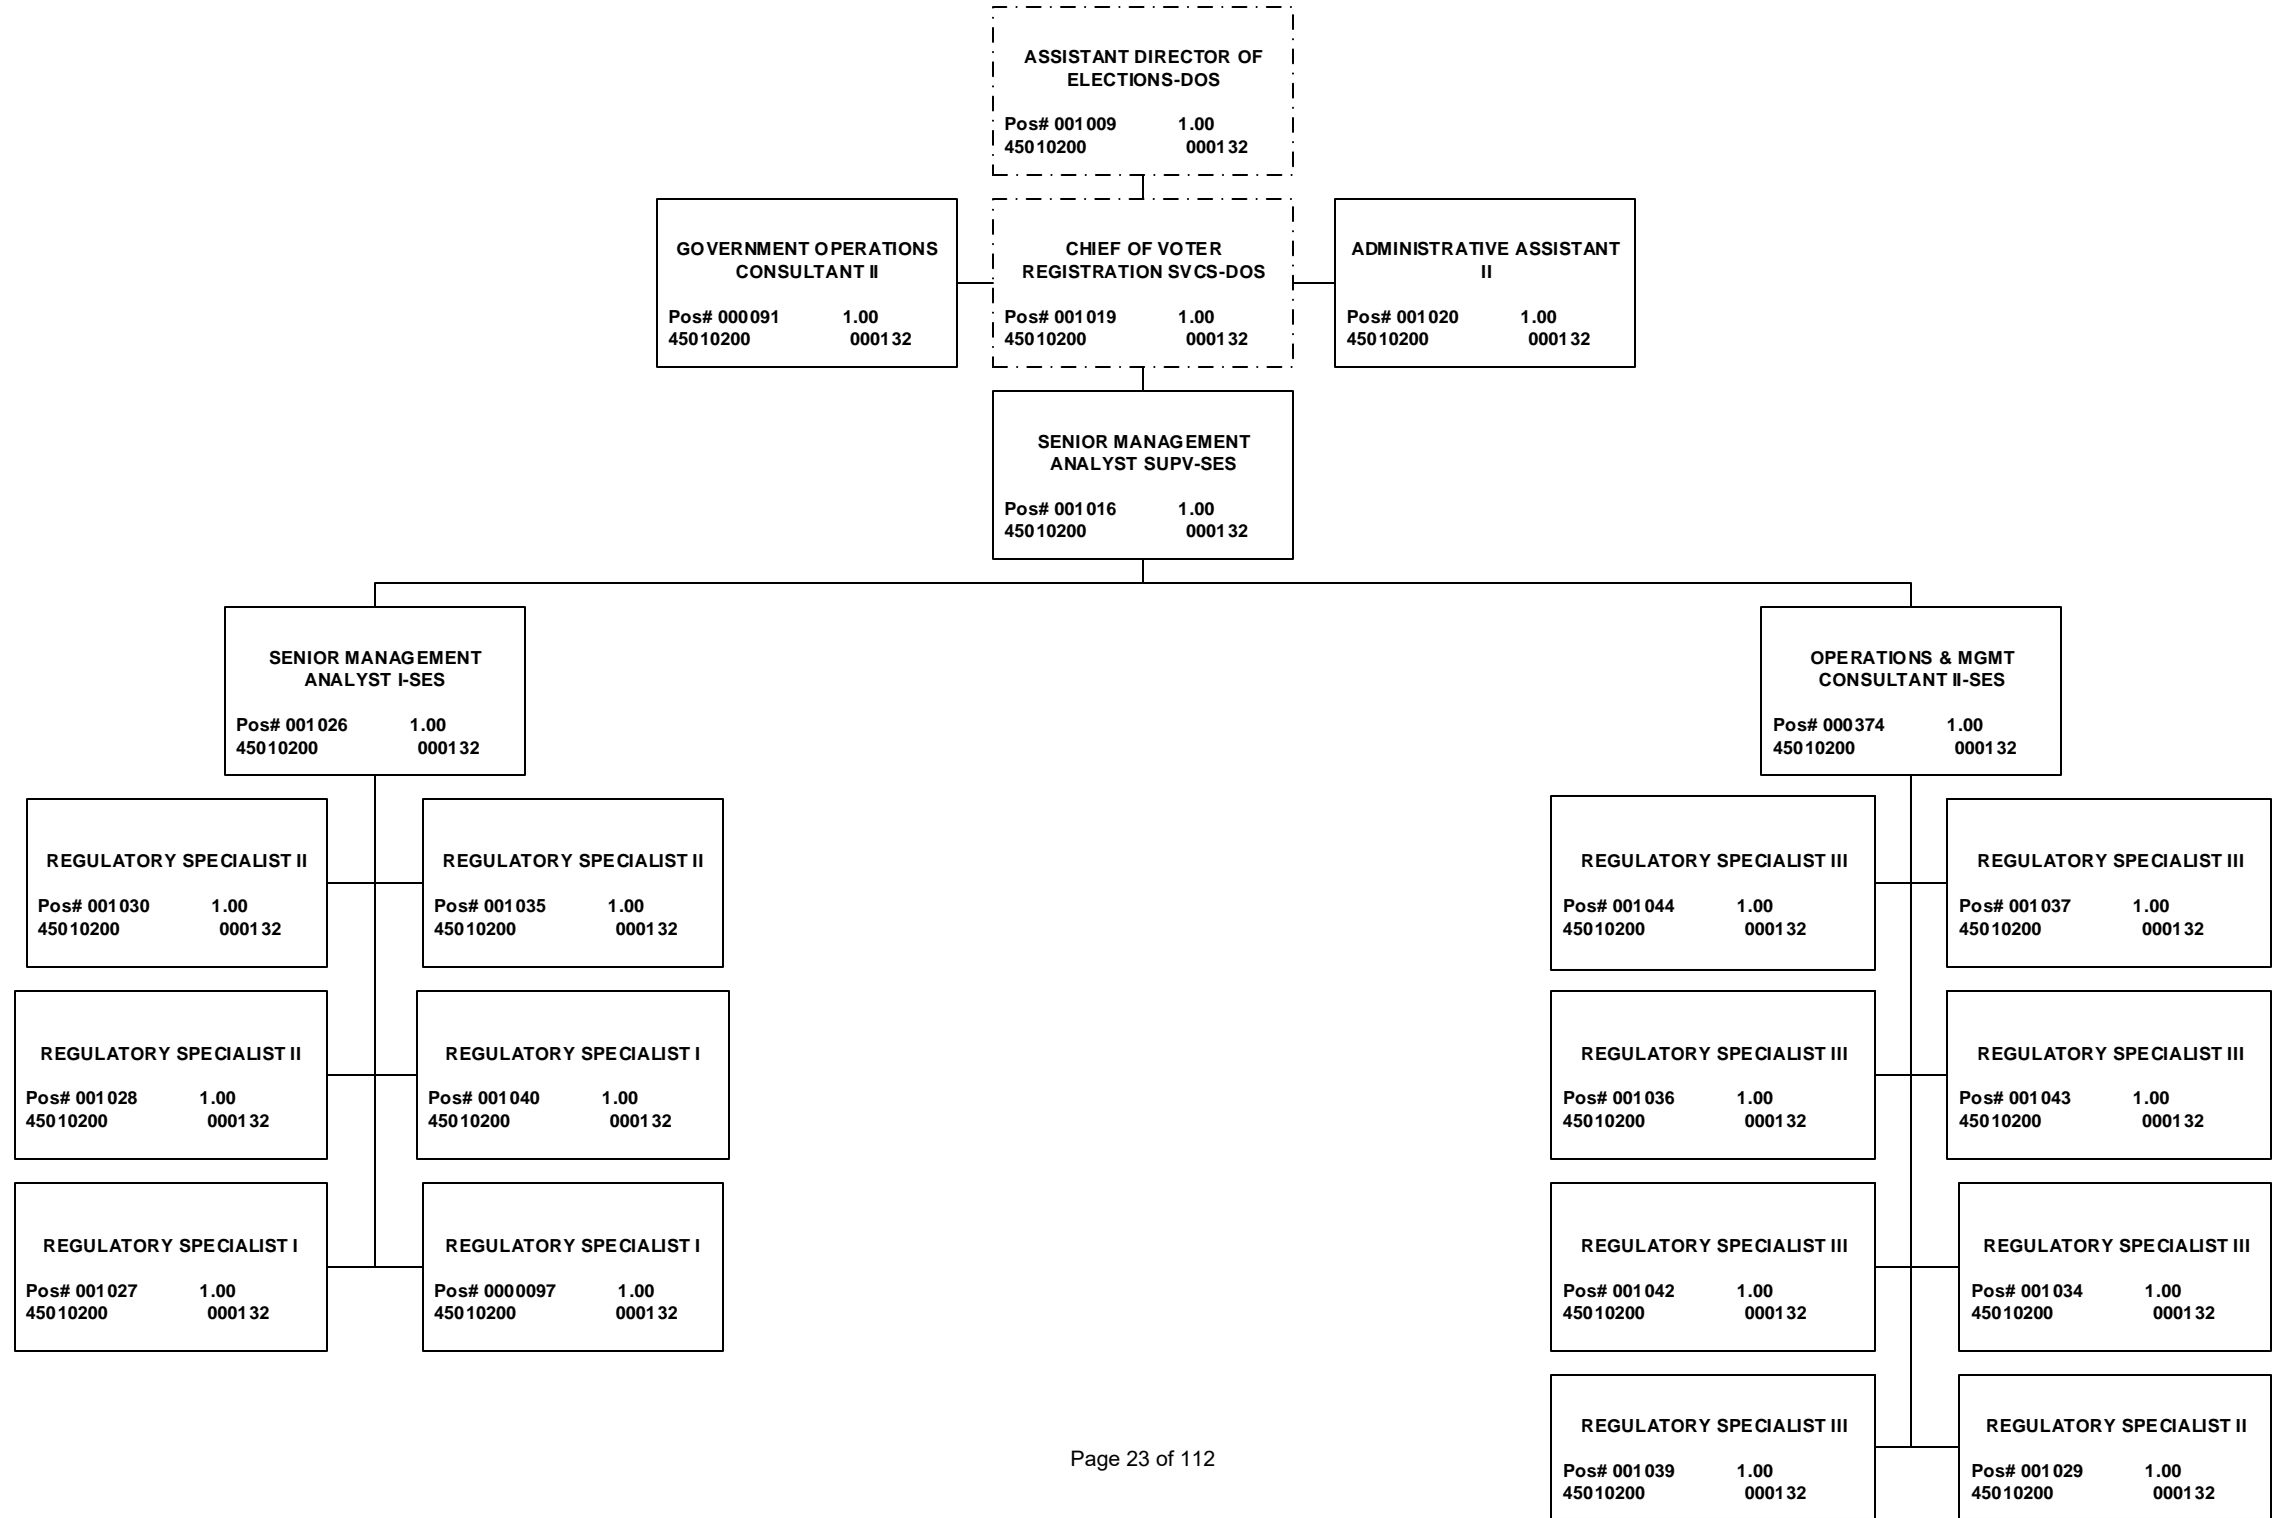 ASSISTANT DIRECTOR OF
ELECTIONS-DOS
Pos# 001009 1.00
45010200 000132
GOVERNMENT OPERATIONS
CONSULTANT II
Pos# 000091 1.00
45010200 000132
CHIEF OF VOTER
REGISTRATION SVCS-DOS
Pos# 001019 1.00
45010200 000132
ADMINISTRATIVE ASSISTANT
II
Pos# 001020 1.00
45010200 000132
SENIOR MANAGEMENT
ANALYST SUPV-SES
Pos# 001016 1.00
45010200 000132
SENIOR MANAGEMENT
ANALYST I-SES
Pos# 001026 1.00
45010200 000132
OPERATIONS & MGMT
CONSULTANT II-SES
Pos# 000374 1.00
45010200 000132
REGULATORY SPECIALIST II
Pos# 001030 1.00
45010200 000132
REGULATORY SPECIALIST II
Pos# 001035 1.00
45010200 000132
REGULATORY SPECIALIST III
Pos# 001044 1.00
45010200 000132
REGULATORY SPECIALIST III
Pos# 001037 1.00
45010200 000132
REGULATORY SPECIALIST II
Pos# 001028 1.00
45010200 000132
REGULATORY SPECIALIST I
Pos# 001040 1.00
45010200 000132
REGULATORY SPECIALIST III
Pos# 001036 1.00
45010200 000132
REGULATORY SPECIALIST III
Pos# 001043 1.00
45010200 000132
REGULATORY SPECIALIST I
Pos# 001027 1.00
45010200 000132
REGULATORY SPECIALIST I
Pos# 0000097 1.00
45010200 000132
REGULATORY SPECIALIST III
Pos# 001042 1.00
45010200 000132
REGULATORY SPECIALIST III
Pos# 001034 1.00
45010200 000132
REGULATORY SPECIALIST III
Pos# 001039 1.00
45010200 000132
REGULATORY SPECIALIST II
Pos# 001029 1.00
45010200 000132
Page 23 of 112